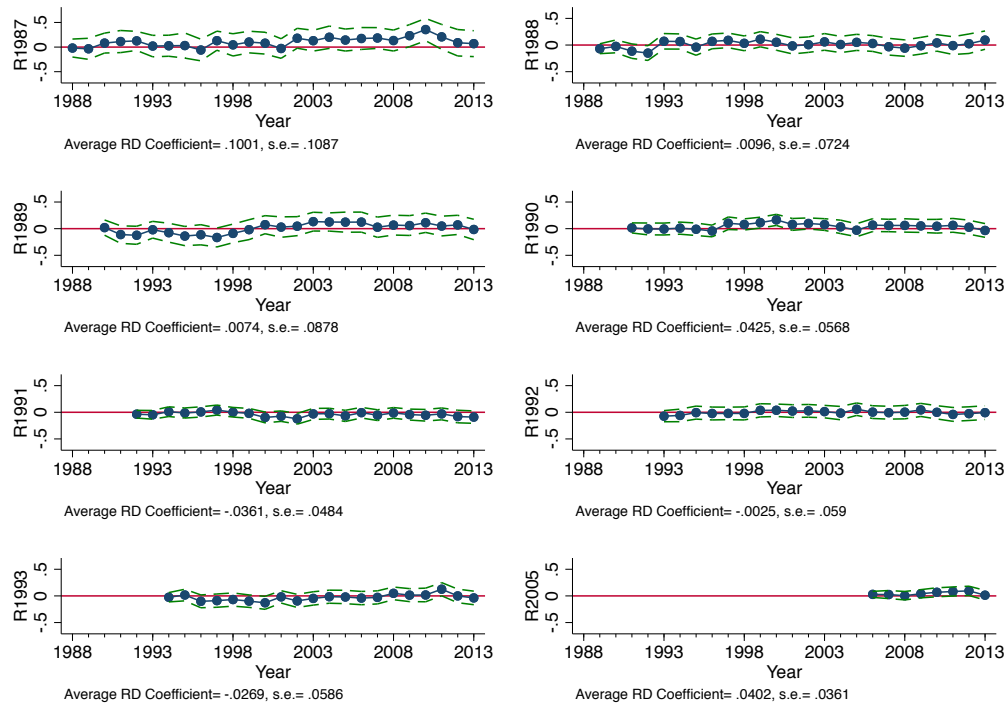 R1987
.5
0
-.5
1988 1993 1998 2003 2008 2013
Year
Average RD Coefficient= .1001, s.e.= .1087
R1988
.5
0
-.5
1988 1993 1998 2003 2008 2013
Year
Average RD Coefficient= .0096, s.e.= .0724
R1989
.5
0
-.5
1988 1993 1998 2003 2008 2013
Year
Average RD Coefficient= .0074, s.e.= .0878
R1990
.5
0
-.5
1988 1993 1998 2003 2008 2013
Year
Average RD Coefficient= .0425, s.e.= .0568
R1991
.5
0
-.5
1988 1993 1998 2003 2008 2013
Year
Average RD Coefficient= -.0361, s.e.= .0484
R1992
.5
0
-.5
1988 1993 1998 2003 2008 2013
Year
Average RD Coefficient= -.0025, s.e.= .059
R1993
.5
0
-.5
1988 1993 1998 2003 2008 2013
Year
Average RD Coefficient= -.0269, s.e.= .0586
R2005
.5
0
-.5
1988 1993 1998 2003 2008 2013
Year
Average RD Coefficient= .0402, s.e.= .0361